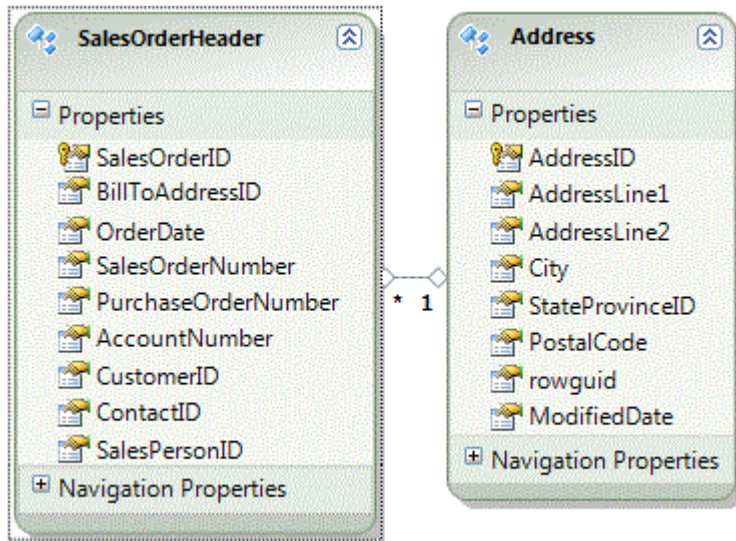 SalesOrderHeader
Properties
SalesOrderID
BillToAddressID
OrderDate
SalesOrderNumber
PurchaseOrderNumber
AccountNumber
CustomerID
ContactID
SalesPersonID
Navigation Properties
* 1
Address
Properties
AddressID
AddressLine1
AddressLine2
City
StateProvinceID
PostalCode
rowguid
ModifiedDate
Navigation Properties